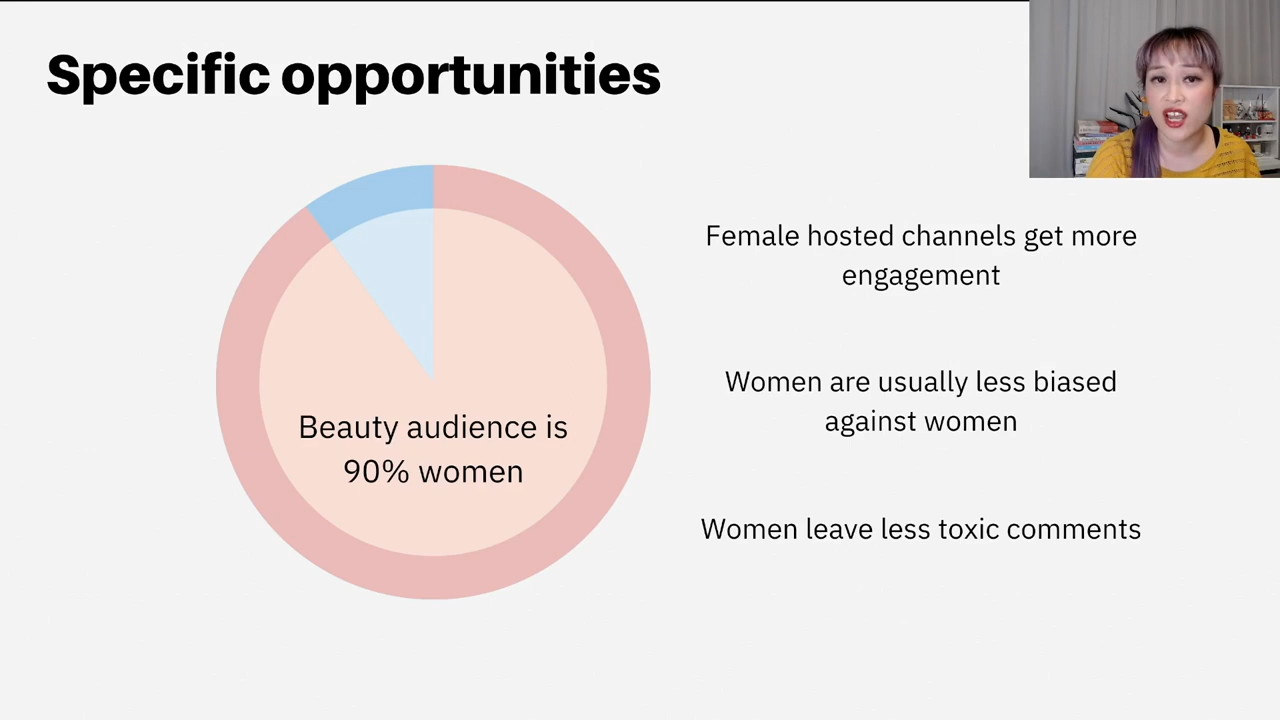 Specific opportunities
Beauty audience is
90% women
Female hosted channels get more
engagement
Women are usually less biased
against women
Women leave less toxic comments